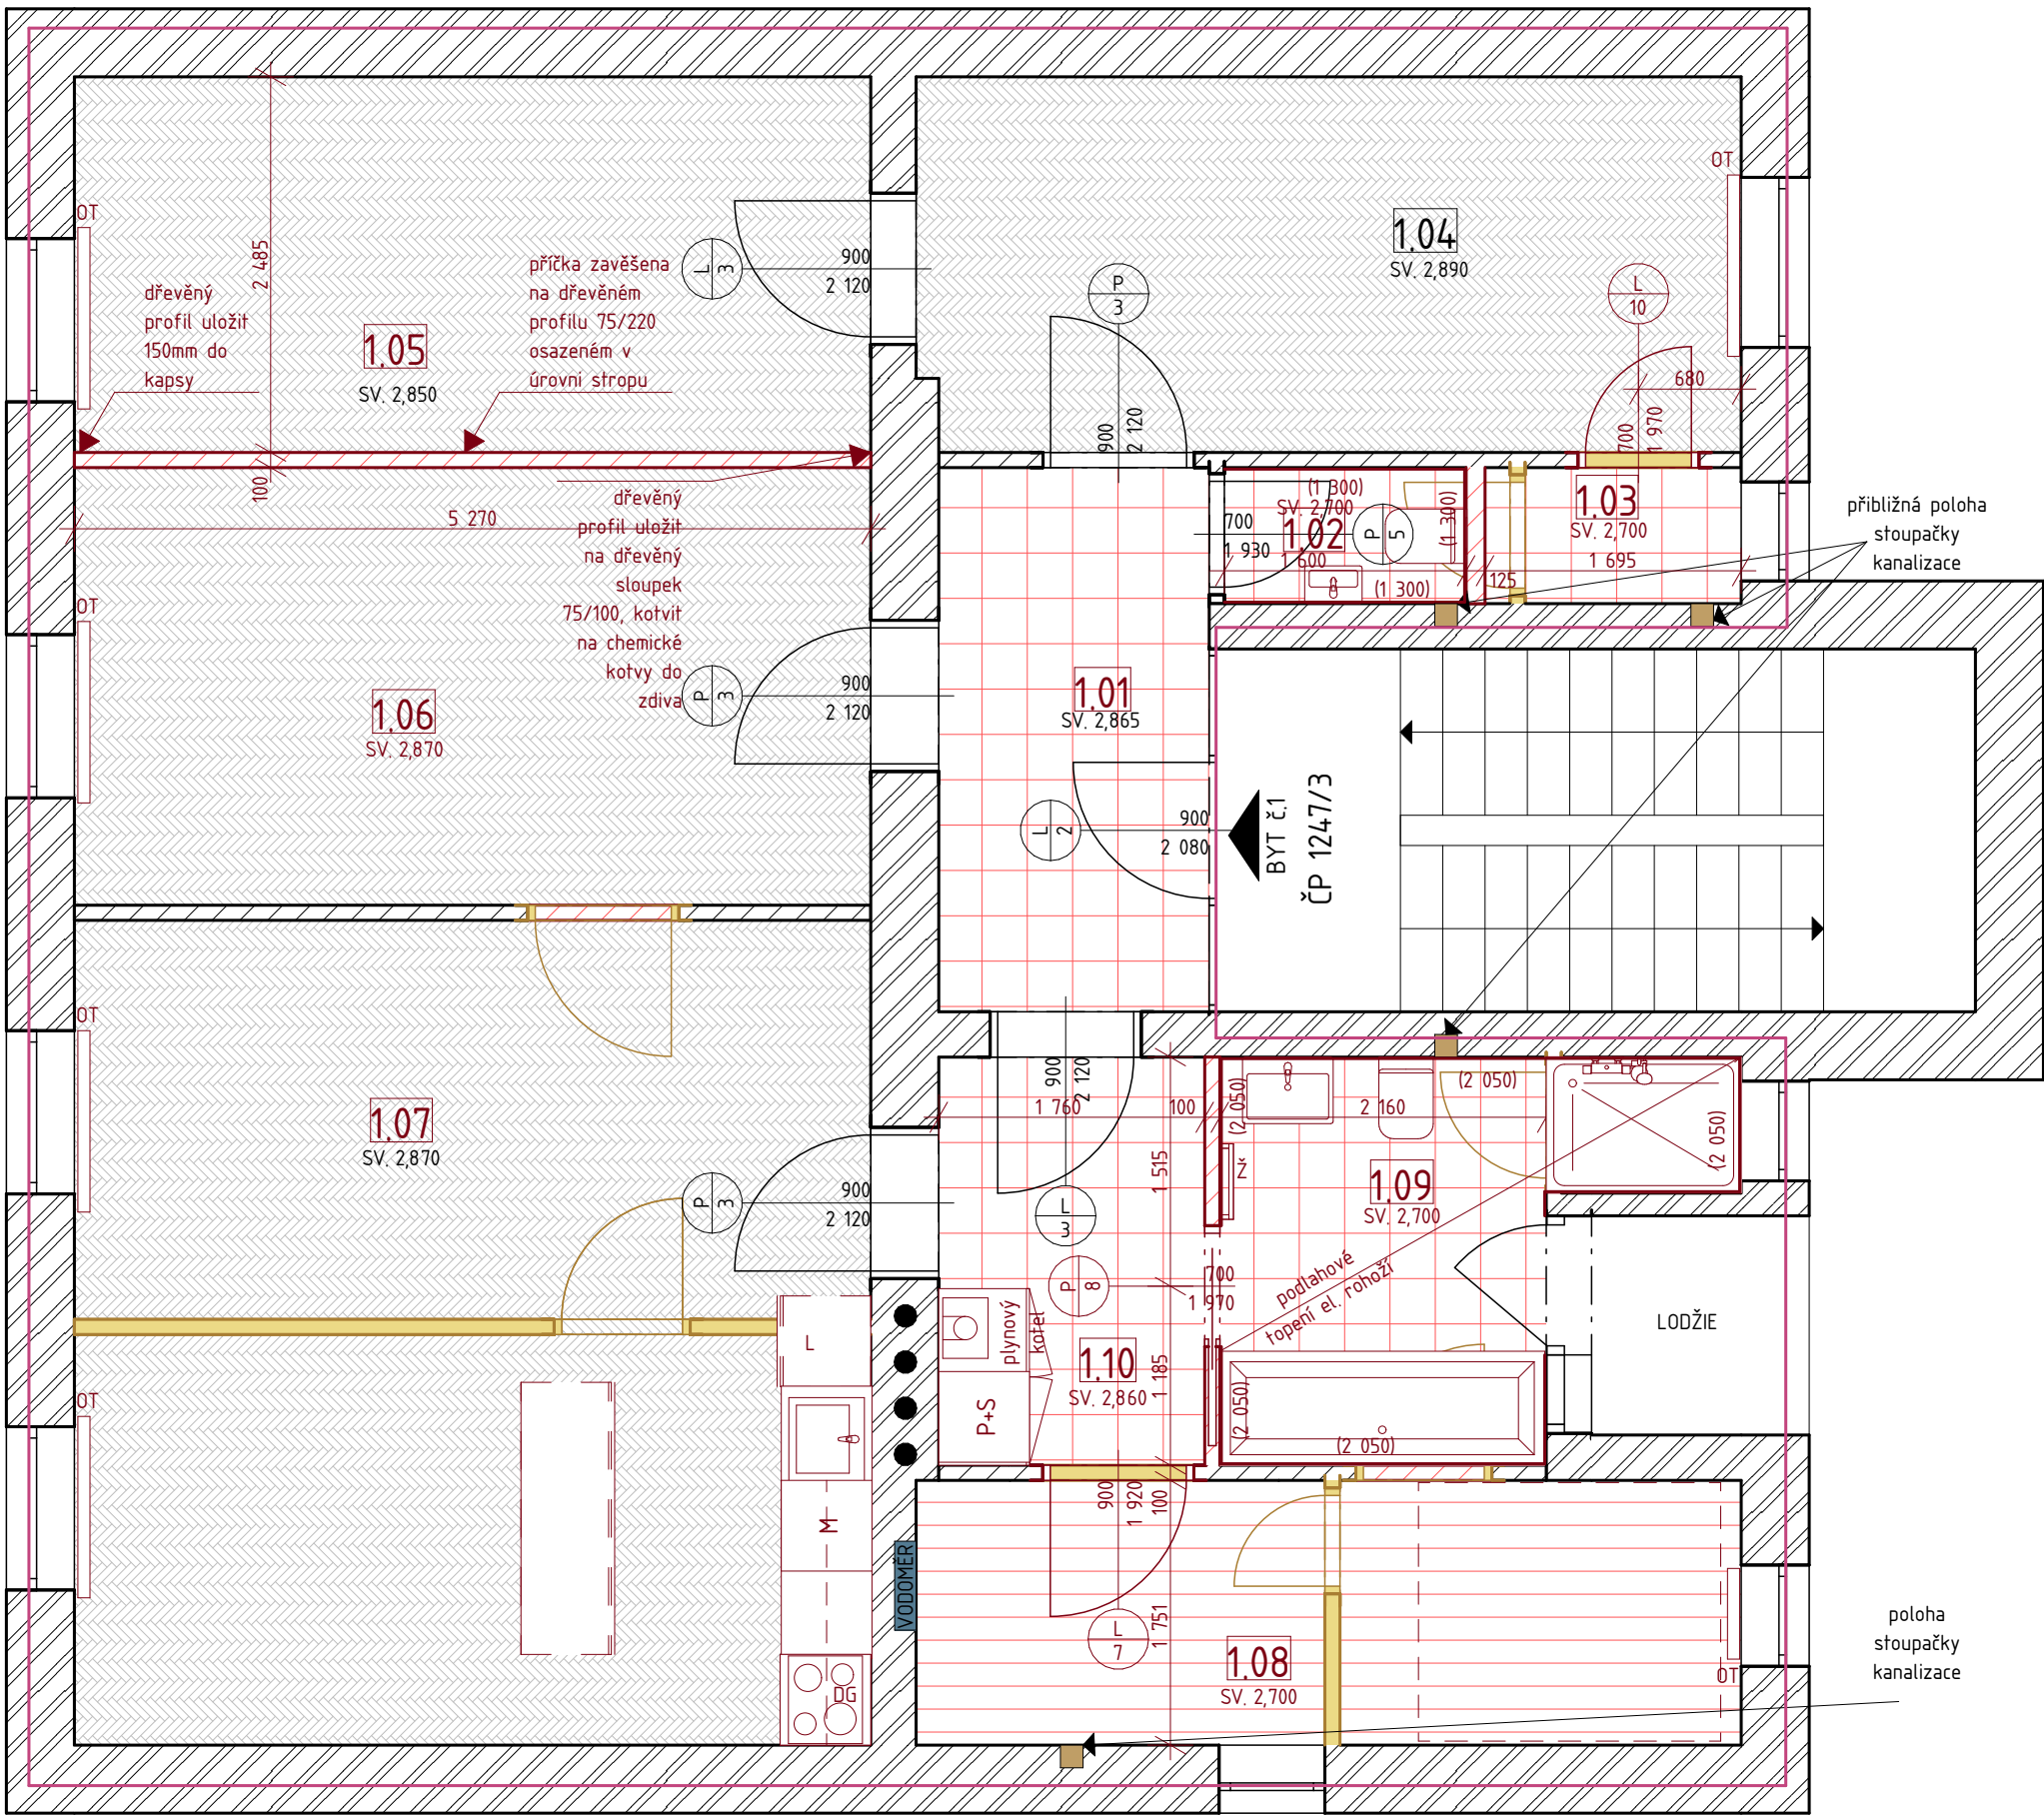 OT
2 485
dřevěný
profil uložit
150mm do
kapsy
1.05
SV. 2,850
příčka zavěšena
na dřevěném
profilu 75/220
osazeném v
úrovni stropu
L
3
900
2 120
P
3
900
2 120
1.04
SV. 2,890
OT
L
10
680
700
1 970
100
5 270
dřevěný
profil uložit
na dřevěný
sloupek
75/100, kotvit
na chemické
kotvy do
zdiva
(1 300)
SV. 2,700
1.02
700
1 930
1 600
P
5
(1 300)
(1 300)
125
1.03
SV. 2,700
1 695
přibližná poloha
stoupačky
kanalizace
OT
1.06
SV. 2,870
P
3
900
2 120
1.01
SV. 2,865
L
2
900
2 080
BYT č.1
ČP 1247/3
OT
1.07
SV. 2,870
P
3
900
2 120
900
2 120
1 760
100
L
3
1 515
(2 050)
2 160
(2 050)
(2 050)
Ž
1.09
SV. 2,700
podlahové
topení el. rohoží
P
8
700
1 970
LODŽIE
plynový
kotel
1.10
SV. 2,860
1 185
P+S
(2 050)
(2 050)
OT
L
M
DG
VODOMĚR
900
1 920
100
L
7
1 751
1.08
SV. 2,700
OT
poloha
stoupačky
kanalizace